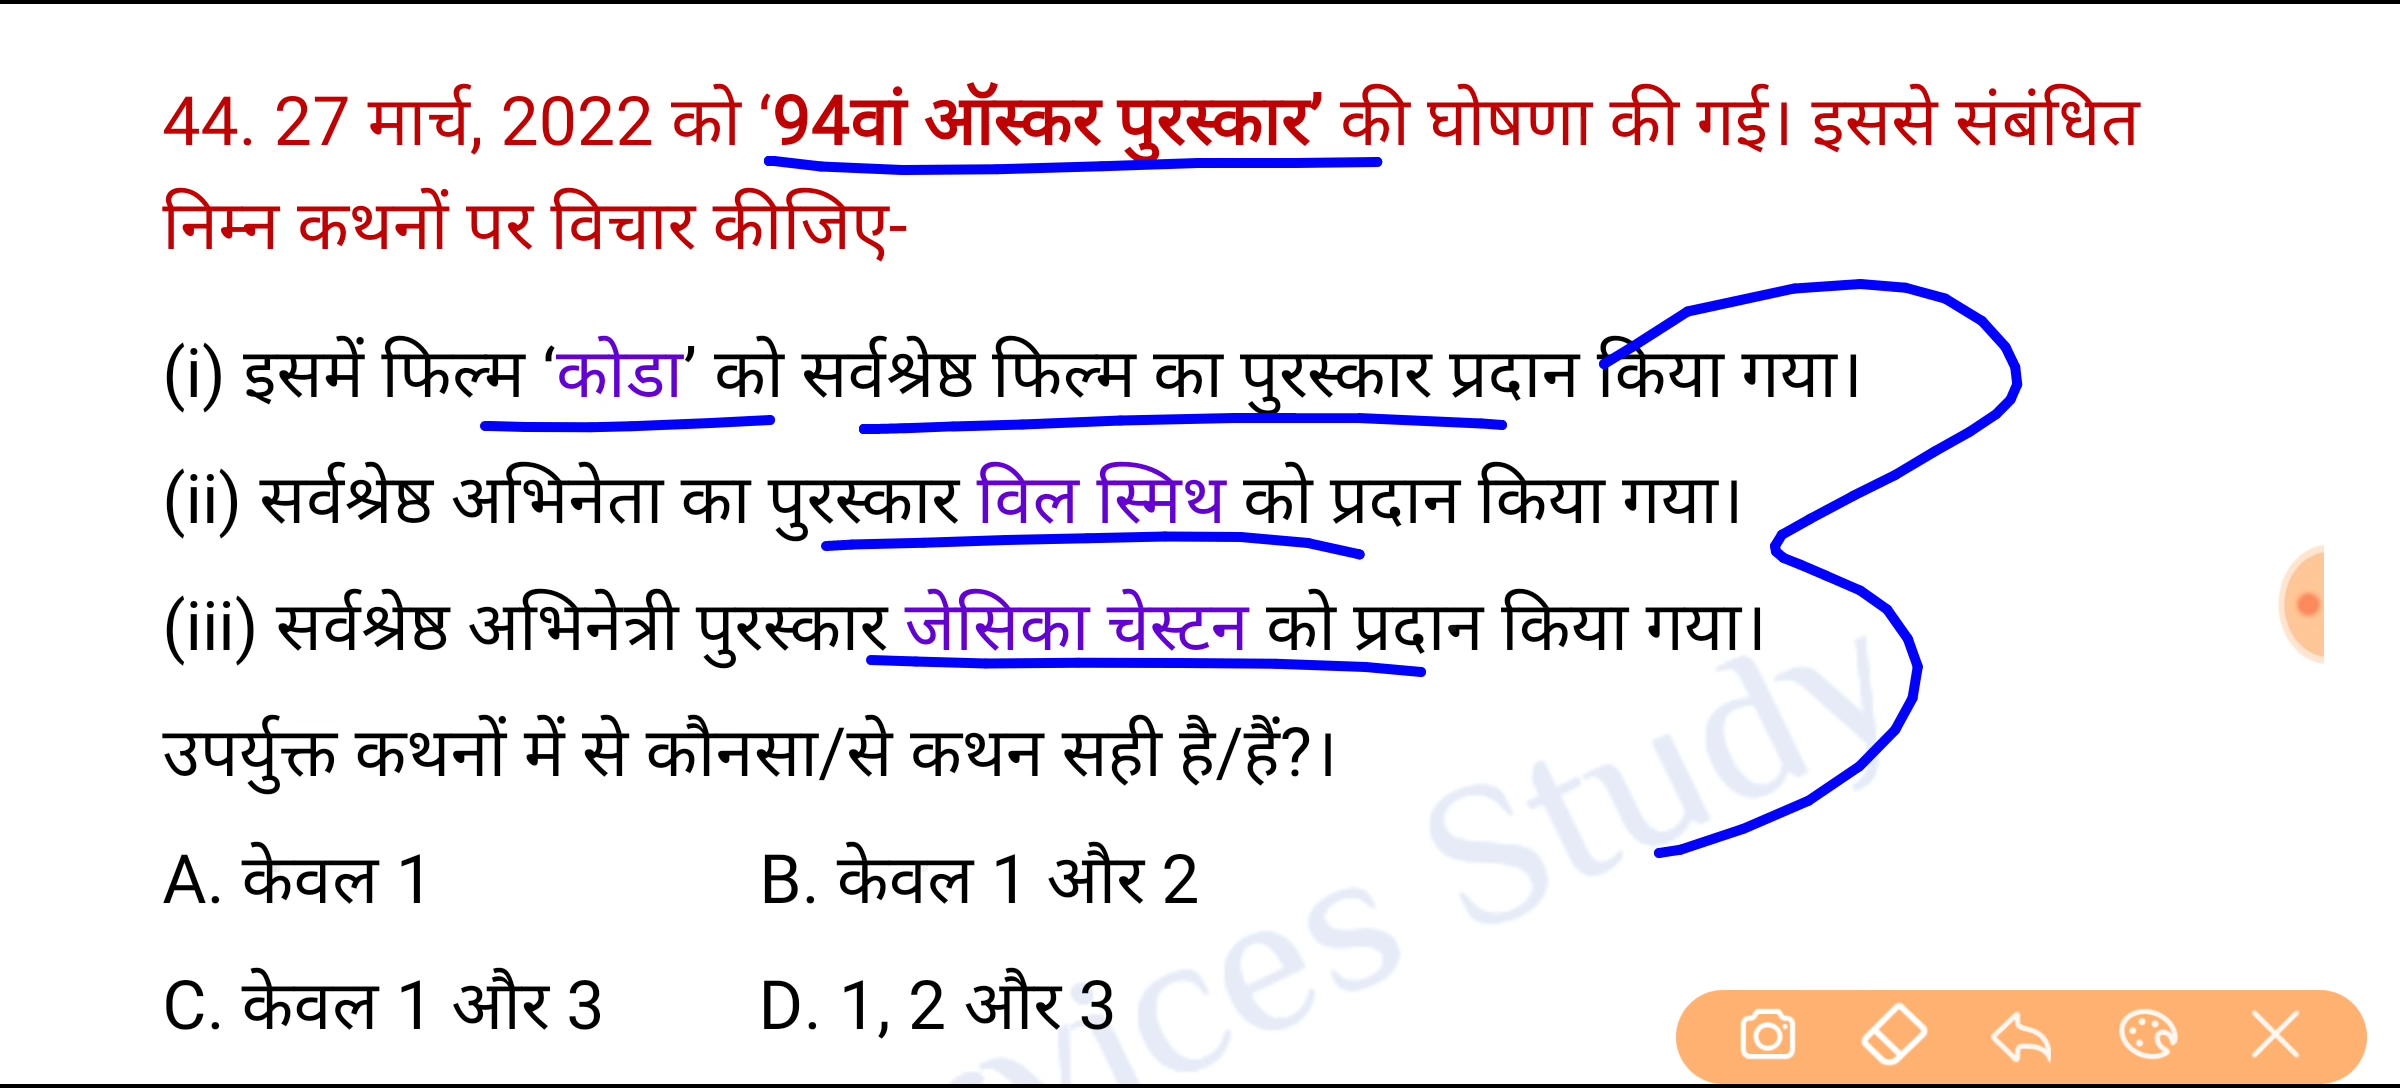 44. 27 मार्च, 2022 को ‘94वां ऑस्कर पुरस्कार’ की घोषणा की गई। इससे संबंधित
निम्न कथनों पर विचार कीजिए-
(i) इसमें फिल्म ‘कोडा’ को सर्वश्रेष्ठ फिल्म का पुरस्कार प्रदान किया गया।
(ii) सर्वश्रेष्ठ अभिनेता का पुरस्कार विल स्मिथ को प्रदान किया गया।
(iii) सर्वश्रेष्ठ अभिनेत्री पुरस्कार जेसिका चेस्टन को प्रदान किया गया।
उपर्युक्त कथनों में से कौनसा/से कथन सही है/हैं?।
A. केवल 1 B. केवल 1 और 2
C. केवल 1 और 3 D. 1, 2 और 3
rvices Study